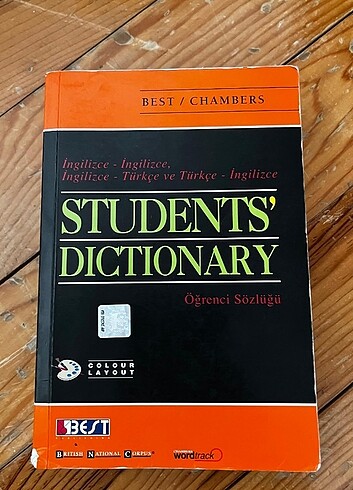 BEST / CHAMBERS
İngilizce - İngilizce,
İngilizce - Türkçe ve Türkçe - İngilizce
STUDENTS'
DICTIONARY
Öğrenci Sözlüğü
COLOUR
LAYOUT
BEST
BRITISH NATIONAL CORPUS
wordtrack